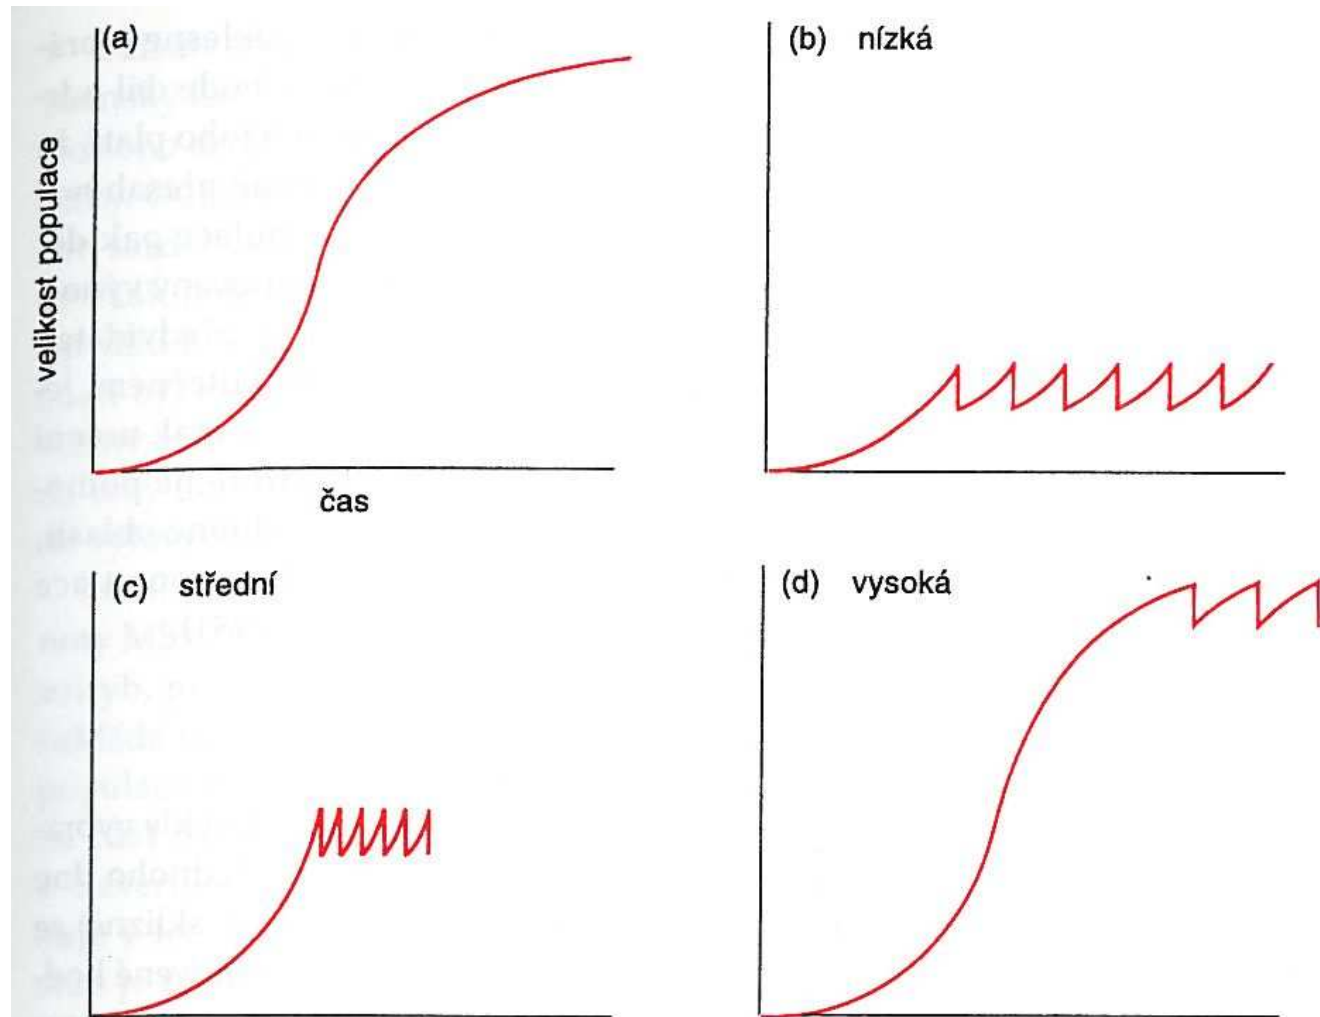 (a)
(b) nízká
velikost populace
čas
(c) střední
(d) vysoká